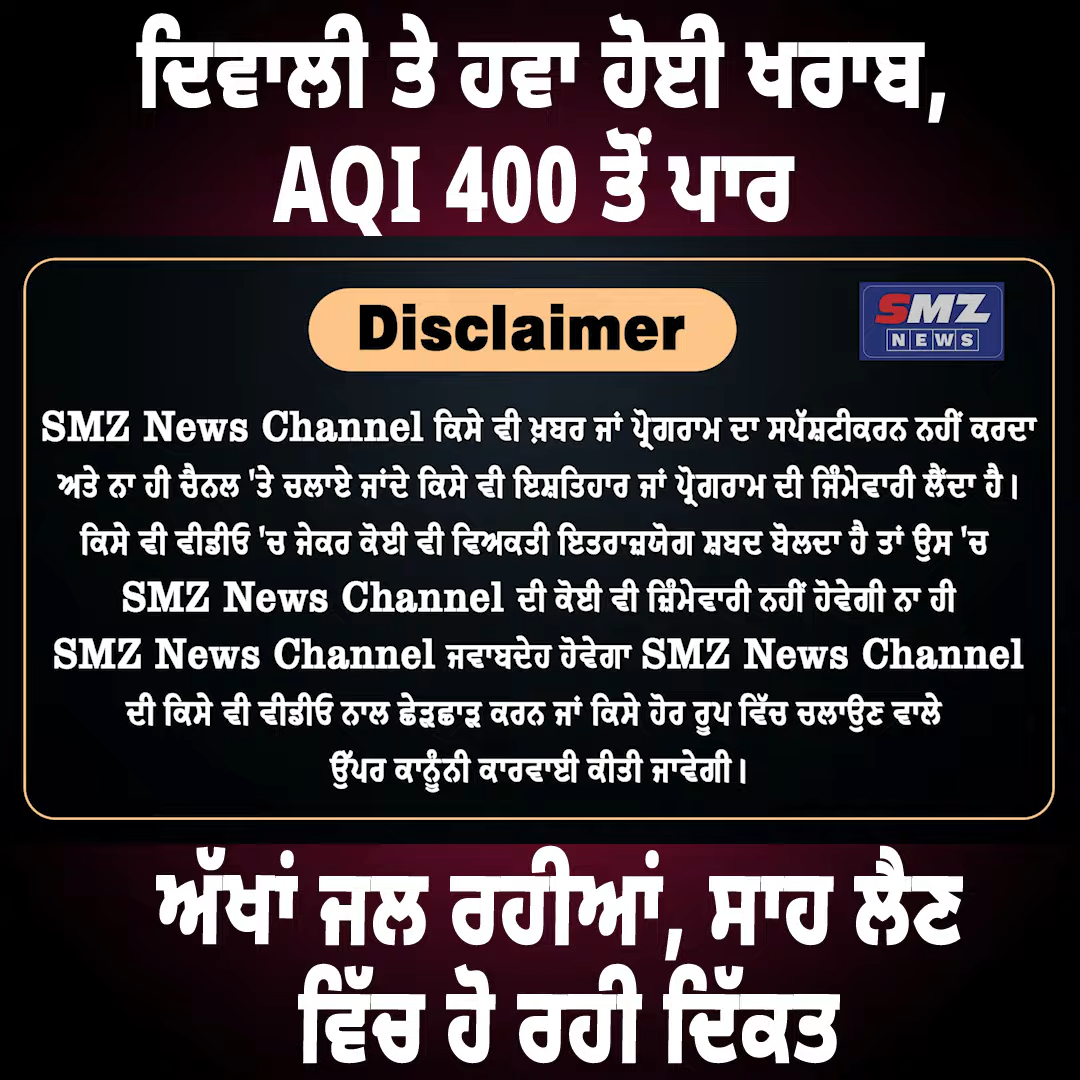 ਦਿਵਾਲੀ ਤੇ ਹਵਾ ਹੋਈ ਖਰਾਬ,
AQI 400 ਤੋਂ ਪਾਰ
Disclaimer
SMZ
NEWS
SMZ News Channel ਕਿਸੇ ਵੀ ਖ਼ਬਰ ਜਾਂ ਪ੍ਰੋਗਰਾਮ ਦਾ ਸਪੱਸ਼ਟੀਕਰਨ ਨਹੀਂ ਕਰਦਾ
ਅਤੇ ਨਾ ਹੀ ਚੈਨਲ 'ਤੇ ਚਲਾਏ ਜਾਂਦੇ ਕਿਸੇ ਵੀ ਇਸ਼ਤਿਹਾਰ ਜਾਂ ਪ੍ਰੋਗਰਾਮ ਦੀ ਜਿੰਮੇਵਾਰੀ ਲੈਂਦਾ ਹੈ।
ਕਿਸੇ ਵੀ ਵੀਡੀਓ 'ਚ ਜੇਕਰ ਕੋਈ ਵੀ ਵਿਅਕਤੀ ਇਤਰਾਜ਼ਯੋਗ ਸ਼ਬਦ ਬੋਲਦਾ ਹੈ ਤਾਂ ਉਸ 'ਚ
SMZ News Channel ਦੀ ਕੋਈ ਵੀ ਜ਼ਿੰਮੇਵਾਰੀ ਨਹੀਂ ਹੋਵੇਗੀ ਨਾ ਹੀ
SMZ News Channel ਜਵਾਬਦੇਹ ਹੋਵੇਗਾ SMZ News Channel
ਦੀ ਕਿਸੇ ਵੀ ਵੀਡੀਓ ਨਾਲ ਛੇੜਛਾੜ ਕਰਨ ਜਾਂ ਕਿਸੇ ਹੋਰ ਰੂਪ ਵਿੱਚ ਚਲਾਉਣ ਵਾਲੇ
ਉੱਪਰ ਕਾਨੂੰਨੀ ਕਾਰਵਾਈ ਕੀਤੀ ਜਾਵੇਗੀ।
ਅੱਖਾਂ ਜਲ ਰਹੀਆਂ, ਸਾਹ ਲੈਣ
ਵਿੱਚ ਹੋ ਰਹੀ ਦਿੱਕਤ